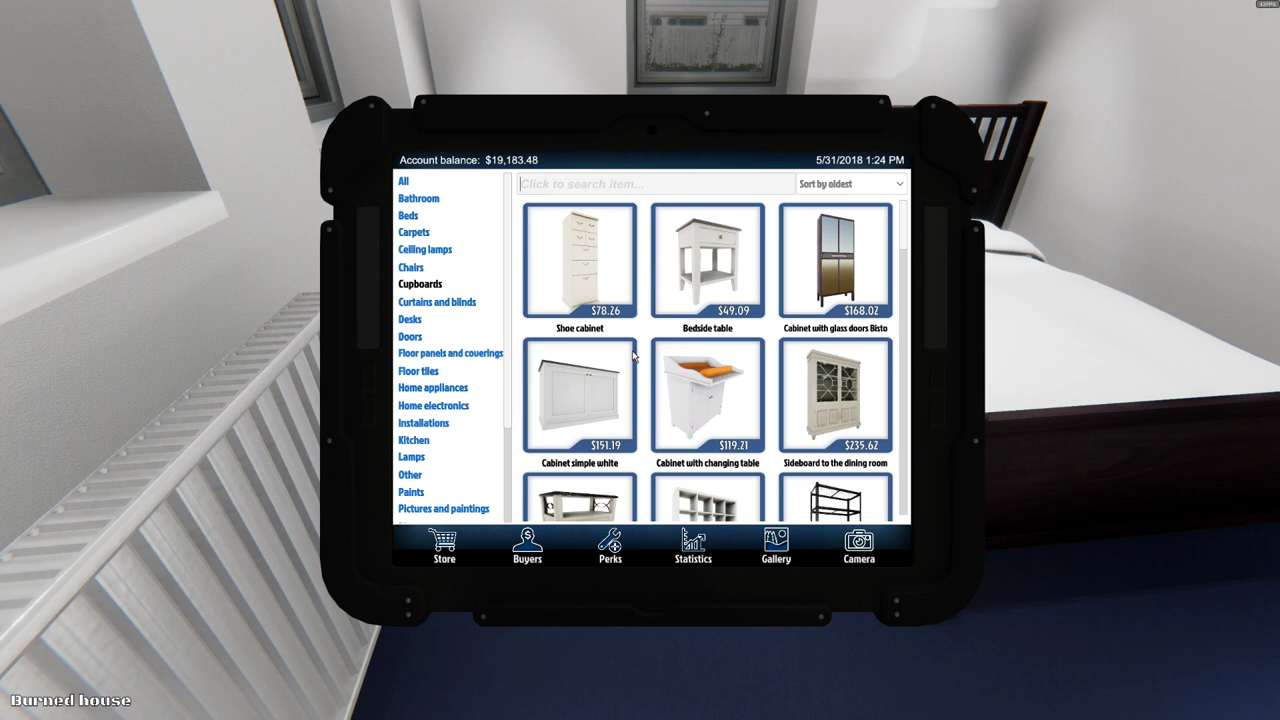 43FPS
Account balance: $19,183.48 5/31/2018 1:24 PM
Click to search item... Sort by oldest
All
Bathroom
Beds
Carpets
Ceiling lamps
Chairs
Cupboards
Curtains and blinds
Desks
Doors
Floor panels and coverings
Floor tiles
Home appliances
Home electronics
Installations
Kitchen
Lamps
Other
Paints
Pictures and paintings
$78.26 $49.09 $168.02
Shoe cabinet Bedside table Cabinet with glass doors Bisto
$151.19 $119.21 $235.62
Cabinet simple white Cabinet with changing table Sideboard to the dining room
Store Buyers Perks Statistics Gallery Camera
Burned house